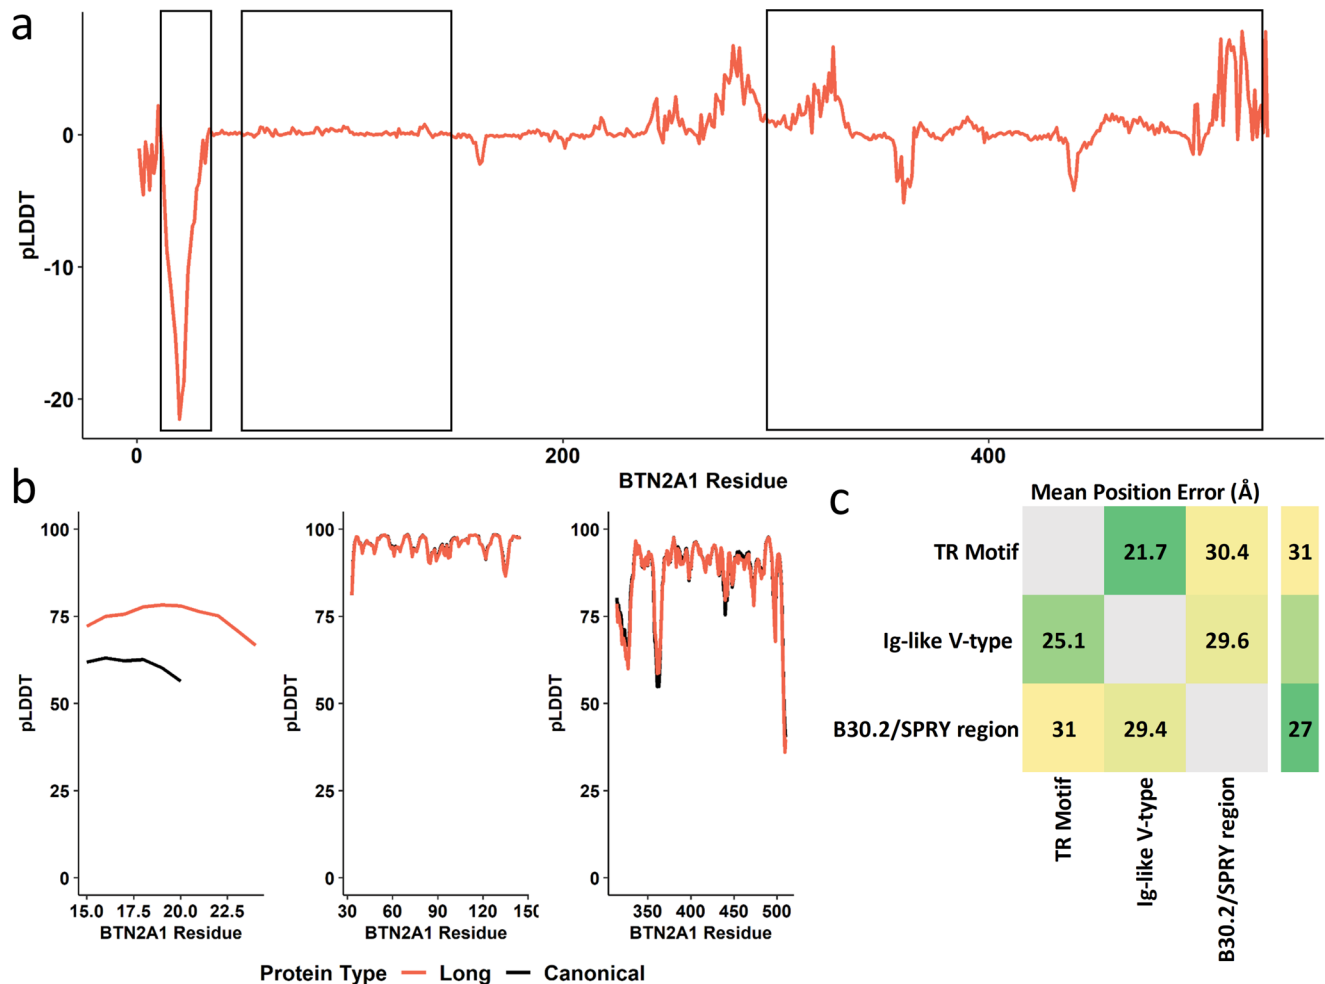 a
0
-10
-20
pLDDT
0 200 400
BTN2A1 Residue
b
100
75
50
25
0
pLDDT
15.0 17.5 20.0 22.5
BTN2A1 Residue
100
75
50
25
0
pLDDT
30 60 90 120
BTN2A1 Residue
100
75
50
25
0
pLDDT
350 400 450 500
BTN2A1 Residue
Protein Type Long Canonical
c
Mean Position Error (Å)
TR Motif 21.7 30.4 31
Ig-like V-type 25.1 29.6
B30.2/SPRY region 31 29.4 27
TR Motif
Ig-like V-type
B30.2/SPRY region